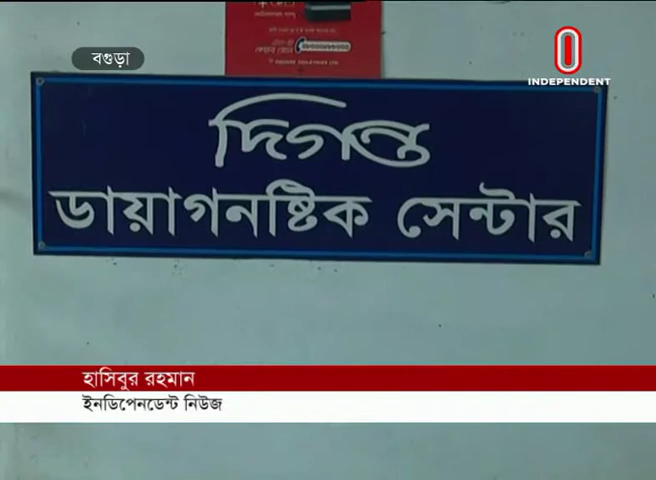 বগুড়া
INDEPENDENT
দিগন্ত
ডায়াগনষ্টিক সেন্টার
হাসিবুর রহমান
ইনডিপেনডেন্ট নিউজ